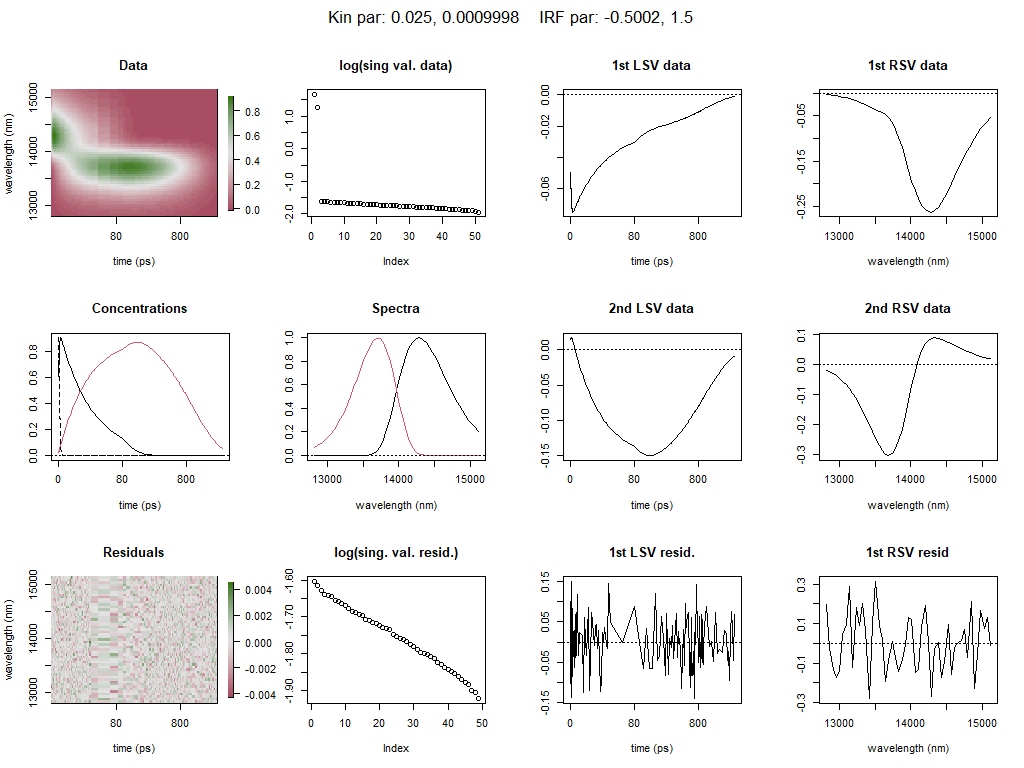 Kin par: 0.025, 0.0009998    IRF par: -0.5002, 1.5
Data
log(sing val. data)
1st LSV data
1st RSV data
wavelength (nm)
13000 14000 15000
0.0 0.2 0.4 0.6 0.8
80 800
time (ps)
-2.0 -1.0 0.0 1.0
0 10 20 30 40 50
Index
-0.06 -0.02 0.00
0 80 800
time (ps)
-0.25 -0.15 -0.05
13000 14000 15000
wavelength (nm)
Concentrations
Spectra
2nd LSV data
2nd RSV data
0.0 0.2 0.4 0.6 0.8
0 80 800
time (ps)
0.0 0.2 0.4 0.6 0.8 1.0
13000 14000 15000
wavelength (nm)
-0.15 -0.10 -0.05 0.00
0 80 800
time (ps)
-0.3 -0.2 -0.1 0.0 0.1
13000 14000 15000
wavelength (nm)
Residuals
log(sing. val. resid.)
1st LSV resid.
1st RSV resid
wavelength (nm)
13000 14000 15000
-0.004 -0.002 0.000 0.002 0.004
80 800
time (ps)
-1.90 -1.80 -1.70 -1.60
0 10 20 30 40 50
Index
-0.15 -0.05 0.05 0.15
0 80 800
time (ps)
-0.3 -0.1 0.1 0.3
13000 14000 15000
wavelength (nm)